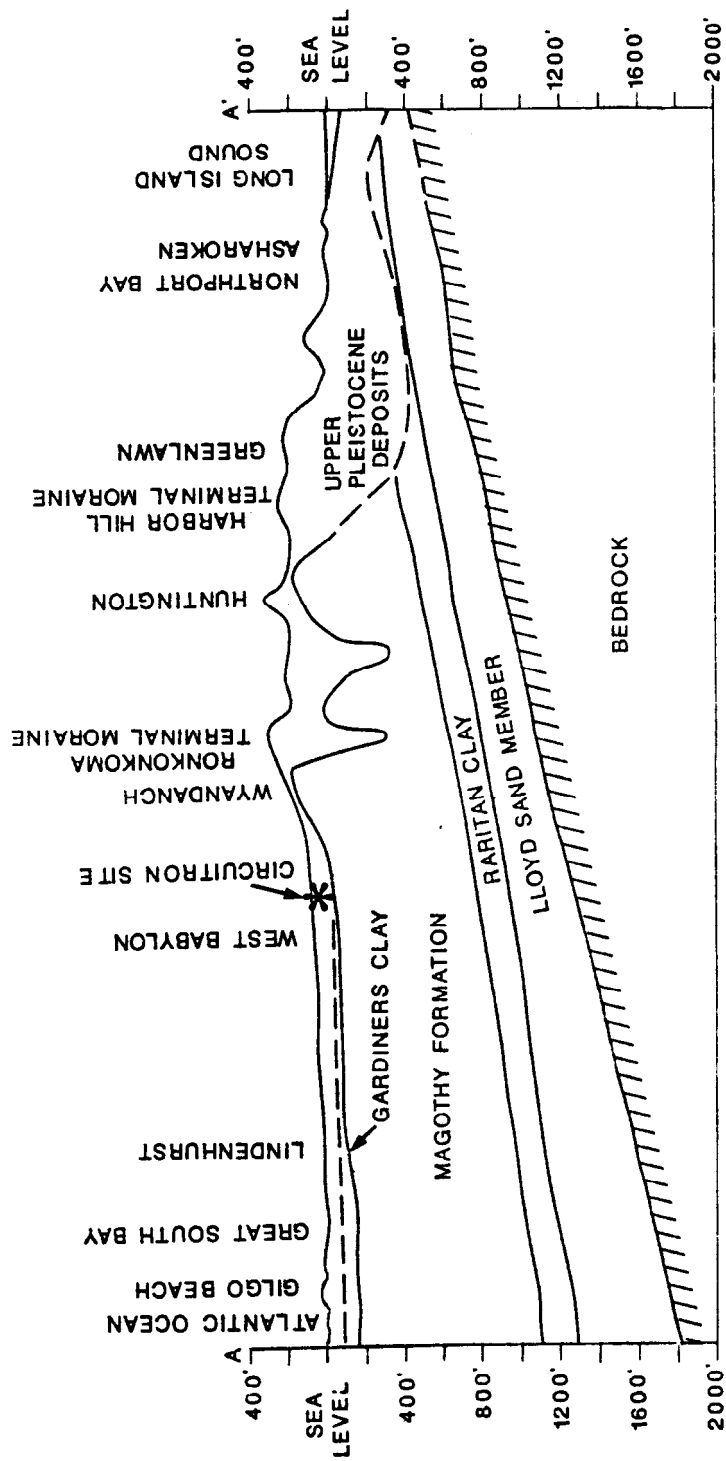 A
A'
400'
SEA
LEVEL
400'
800'
1200'
1600'
2000'
ATLANTIC OCEAN
GILGO BEACH
GREAT SOUTH BAY
LINDENHURST
WEST BABYLON
CIRCUITRON SITE
WYANDANCH
RONKONKOMA
TERMINAL MORAINE
HUNTINGTON
HARBOR HILL
TERMINAL MORAINE
GREENLAWN
NORTHPORT BAY
ASHAROKEN
LONG ISLAND
SOUND
400'
SEA
LEVEL
400'
800'
1200'
1600'
2000'
UPPER
PLEISTOCENE
DEPOSITS
GARDINERS CLAY
MAGOTHY FORMATION
RARITAN CLAY
LLOYD SAND MEMBER
BEDROCK